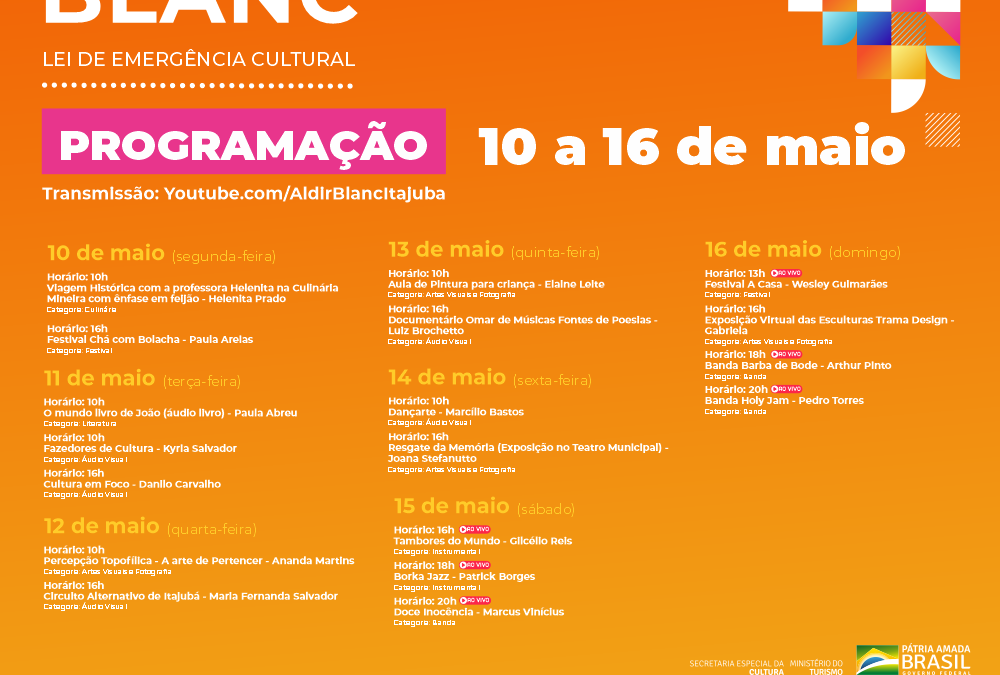 BLANC
LEI DE EMERGÊNCIA CULTURAL
PROGRAMAÇÃO
10 a 16 de maio
Transmissão: Youtube.com/AldirBlancItajuba
10 de maio (segunda-feira)
Horário: 10h
Viagem Histórica com a professora Helenita na Culinária
Mineira com ênfase em feijão - Helenita Prado
Categoria: Culinária
Horário: 16h
Festival Chá com Bolacha - Paula Areias
Categoria: Festival
11 de maio (terça-feira)
Horário: 10h
O mundo livro de João (áudio livro) - Paula Abreu
Categoria: Literatura
Horário: 10h
Fazedores de Cultura - Kyria Salvador
Categoria: Áudio Visual
Horário: 16h
Cultura em Foco - Danilo Carvalho
Categoria: Áudio Visual
12 de maio (quarta-feira)
Horário: 10h
Percepção Topofílica - A arte de Pertencer - Ananda Martins
Categoria: Artes Visuais e Fotografia
Horário: 16h
Circuito Alternativo de Itajubá - Maria Fernanda Salvador
Categoria: Áudio Visual
13 de maio (quinta-feira)
Horário: 10h
Aula de Pintura para criança - Elaine Leite
Categoria: Artes Visuais e Fotografia
Horário: 16h
Documentário Omar de Músicas Fontes de Poesias -
Luiz Brochetto
Categoria: Áudio Visual
14 de maio (sexta-feira)
Horário: 10h
Dançarte - Marcílio Bastos
Categoria: Áudio Visual
Horário: 16h
Resgate da Memória (Exposição no Teatro Municipal) -
Joana Stefanutto
Categoria: Artes Visuais e Fotografia
15 de maio (sábado)
Horário: 16h AO VIVO
Tambores do Mundo - Glicélio Reis
Categoria: Instrumental
Horário: 18h AO VIVO
Borka Jazz - Patrick Borges
Categoria: Instrumental
Horário: 20h AO VIVO
Doce Inocência - Marcus Vinícius
Categoria: Banda
16 de maio (domingo)
Horário: 13h AO VIVO
Festival A Casa - Wesley Guimarães
Categoria: Festival
Horário: 16h
Exposição Virtual das Esculturas Trama Design -
Gabriela
Categoria: Artes Visuais e Fotografia
Horário: 18h AO VIVO
Banda Barba de Bode - Arthur Pinto
Categoria: Banda
Horário: 20h AO VIVO
Banda Holy Jam - Pedro Torres
Categoria: Banda
SECRETARIA ESPECIAL DA
CULTURA
MINISTÉRIO DO
TURISMO
PÁTRIA AMADA
BRASIL
GOVERNO FEDERAL